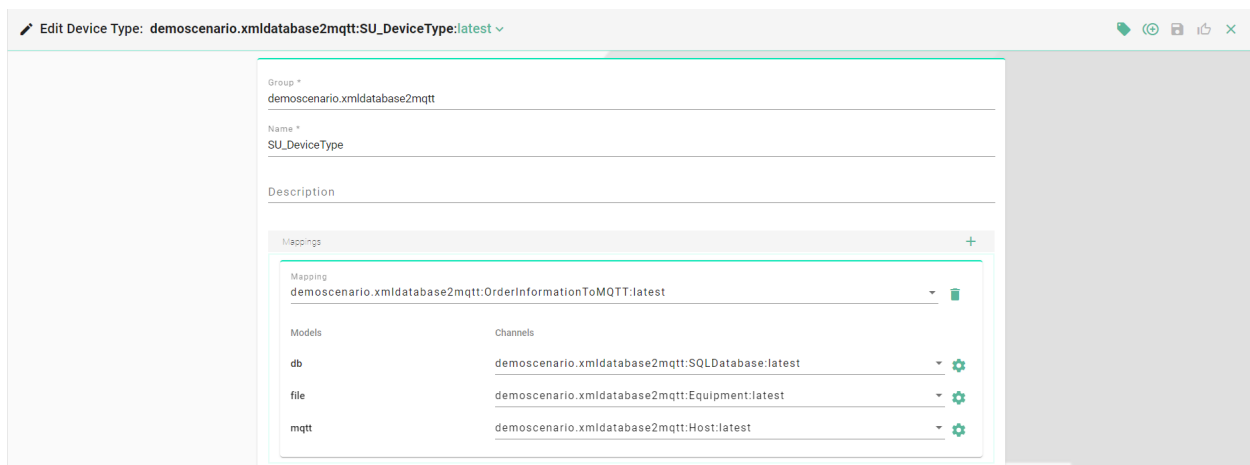 Edit Device Type: demoscenario.xmldatabase2mqtt:SU_DeviceType:latest
Group *
demoscenario.xmldatabase2mqtt
Name *
SU_DeviceType
Description
Mappings
Mapping
demoscenario.xmldatabase2mqtt:OrderInformationToMQTT:latest
Models Channels
db demoscenario.xmldatabase2mqtt:SQLDatabase:latest
file demoscenario.xmldatabase2mqtt:Equipment:latest
mqtt demoscenario.xmldatabase2mqtt:Host:latest